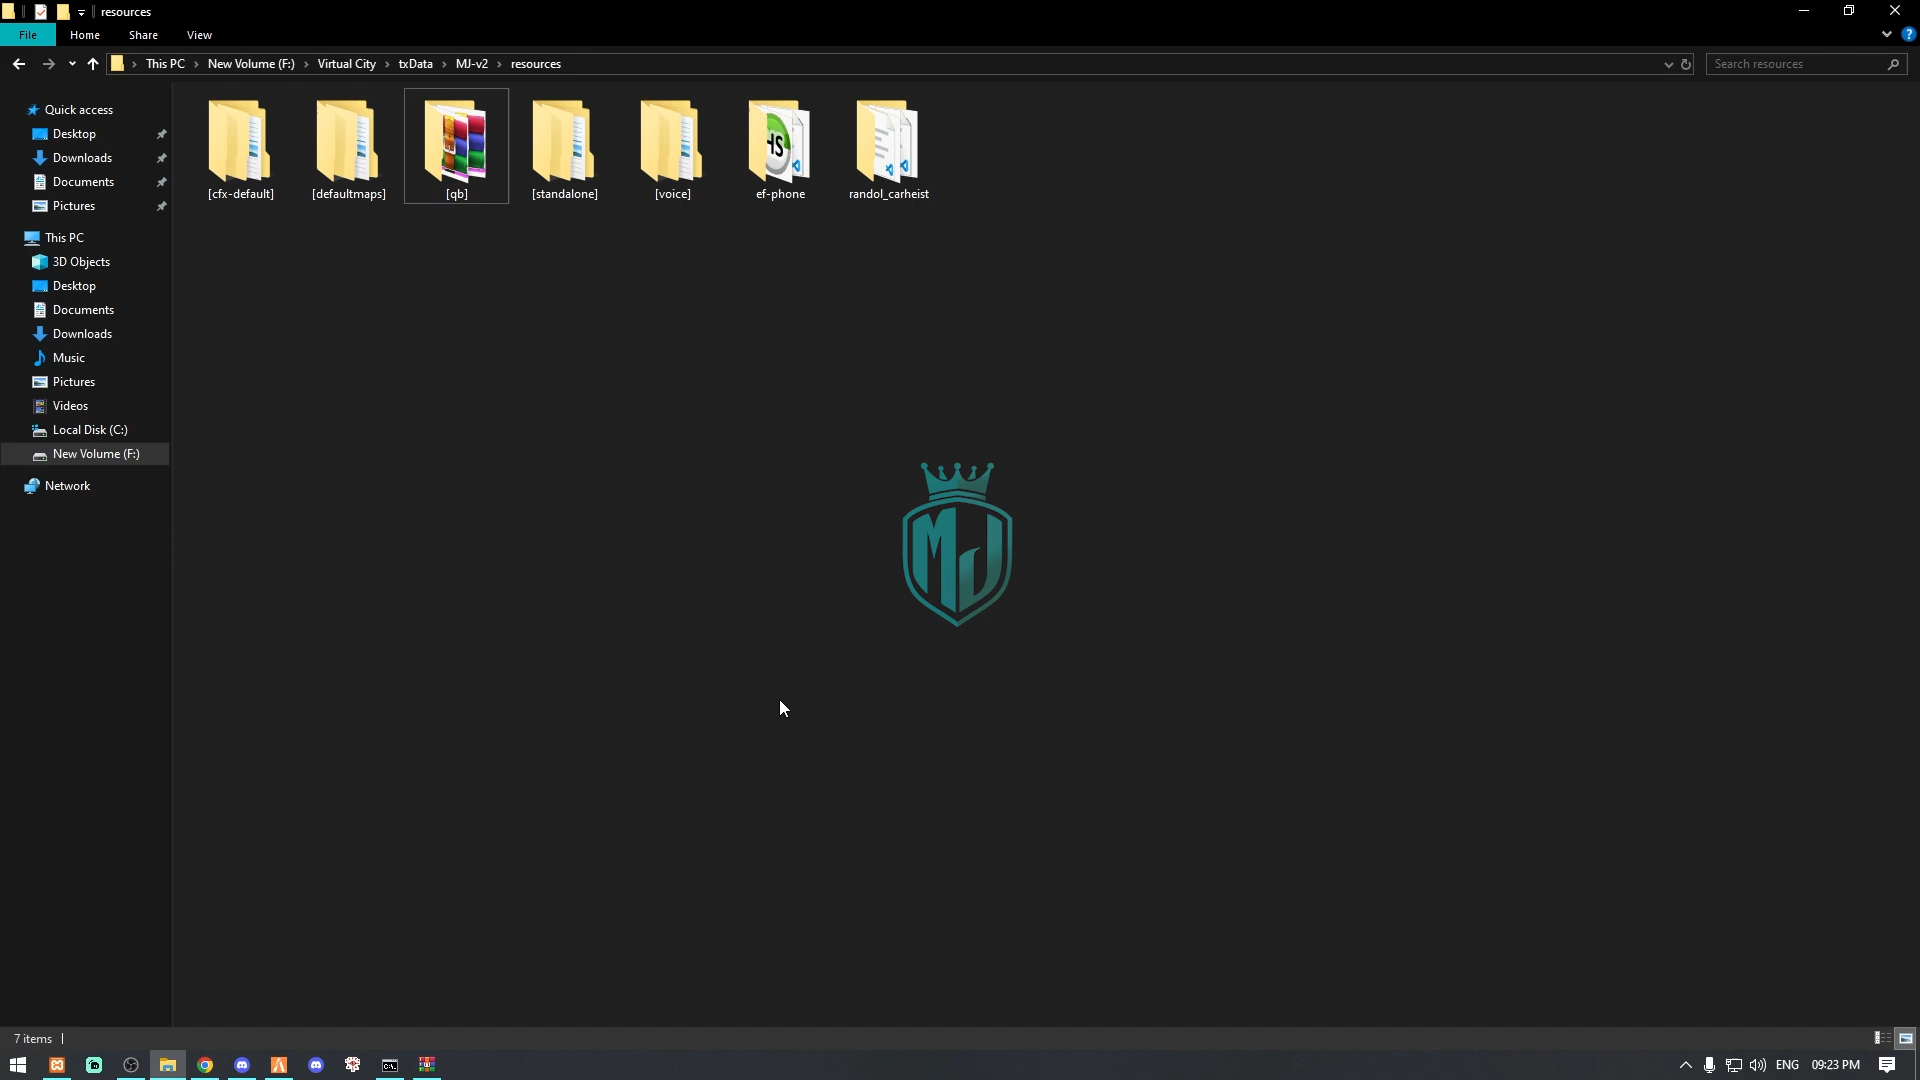 resources
File
Home
Share
View
This PC
New Volume (F:)
Virtual City
txData
MJ-v2
resources
Search resources
Quick access
Desktop
Downloads
Documents
Pictures
This PC
3D Objects
Desktop
Documents
Downloads
Music
Pictures
Videos
Local Disk (C:)
New Volume (F:)
Network
[cfx-default]
[defaultmaps]
[qb]
[standalone]
[voice]
HS
ef-phone
randol_carheist
MJ
7 items
ENG
09:23 PM